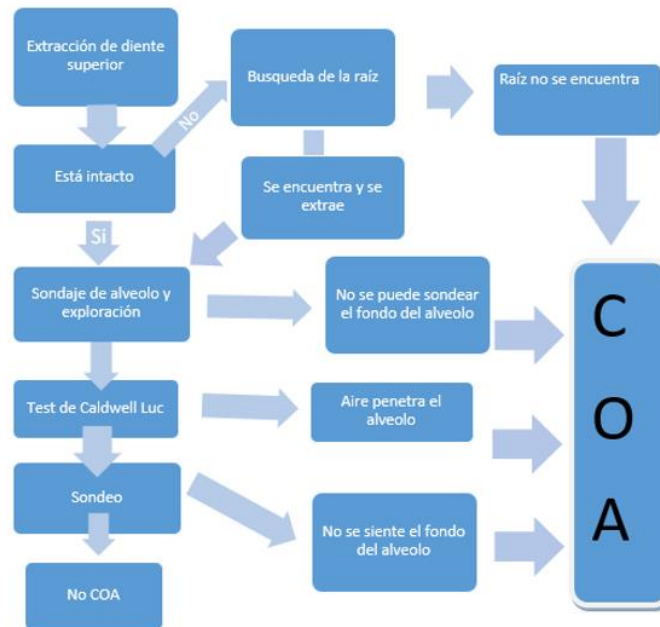 Extracción de diente
superior
Busqueda de la raíz
Raíz no se encuentra
No
Está intacto
Se encuentra y se
extrae
Si
Sondaje de alveolo y
exploración
No se puede sondear
el fondo del alveolo
C
O
A
Test de Caldwell Luc
Aire penetra el
alveolo
Sondeo
No se siente el fondo
del alveolo
No COA